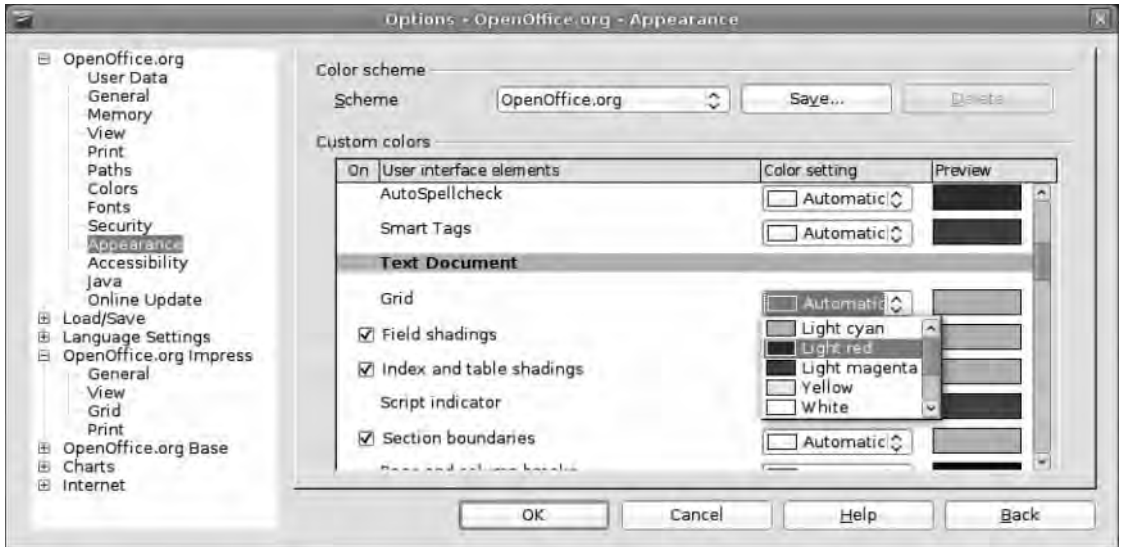 Options - OpenOffice.org - Appearance
OpenOffice.org
User Data
General
Memory
View
Print
Paths
Colors
Fonts
Security
Appearance
Accessibility
Java
Online Update
Load/Save
Language Settings
OpenOffice.org Impress
General
View
Grid
Print
OpenOffice.org Base
Charts
Internet
Color scheme
Scheme OpenOffice.org Save... Delete
Custom colors
On User interface elements Color setting Preview
AutoSpellcheck Automatic
Smart Tags Automatic
Text Document
Grid Automatic
Field shadings Light cyan
Light red
Index and table shadings Light magenta
Yellow
Script indicator White
Section boundaries Automatic
Page and column breaks
OK Cancel Help Back